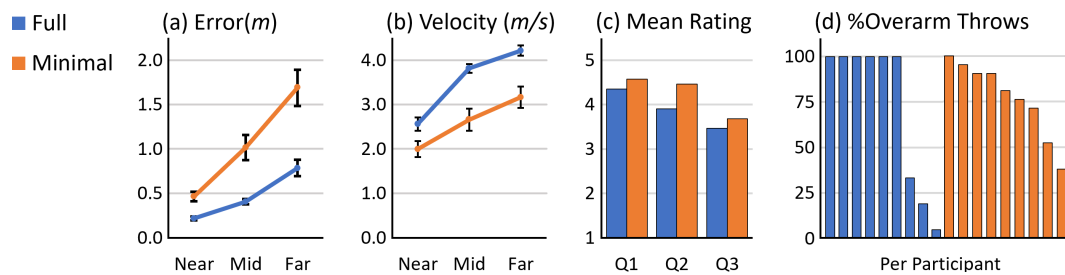 Full
Minimal
(a) Error(m)
2.0
1.5
1.0
0.5
0.0
Near Mid Far
(b) Velocity (m/s)
4.0
3.0
2.0
1.0
0.0
Near Mid Far
(c) Mean Rating
5
4
3
2
1
Q1 Q2 Q3
(d) %Overarm Throws
100
75
50
25
0
Per Participant